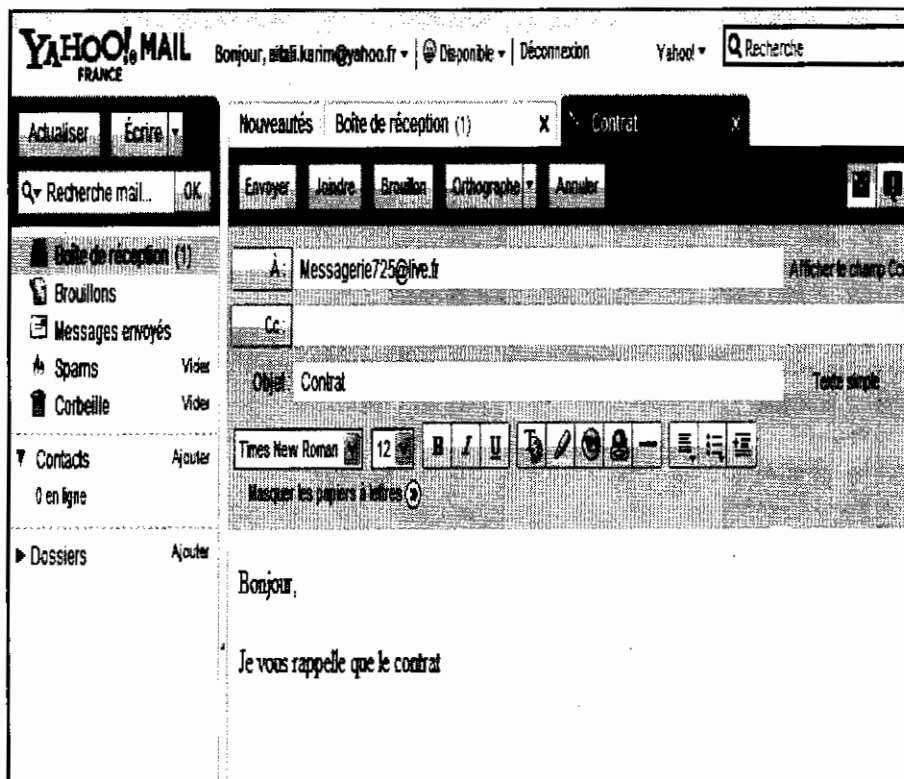 YAHOO! MAIL
FRANCE
Bonjour, aitali.karim@yahoo.fr Disponible Déconnexion Yahoo! Recherche
Actualiser Écrire
Nouveautés Boîte de réception (1) X Contrat X
Recherche mail... OK
Envoyer Joindre Brouillon Orthographe Annuler
Boîte de réception (1)
À : Messagerie725@live.fr Afficher le champ
Brouillons
Cc :
Messages envoyés
Spams Vider
Objet : Contrat Texte simple
Corbeille Vider
Times New Roman 12 B I U
Contacts Ajouter
0 en ligne
Masquer les papiers à lettres
Dossiers Ajouter
Bonjour,
Je vous rappelle que le contrat